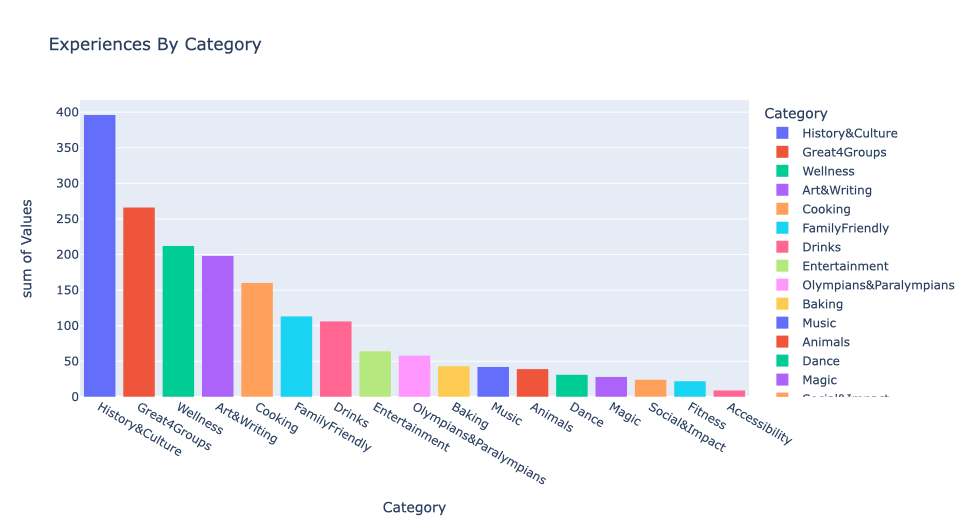 Experiences By Category
sum of Values
400
350
300
250
200
150
100
50
0
History&Culture
Great4Groups
Wellness
Art&Writing
Cooking
FamilyFriendly
Drinks
Entertainment
Olympians&Paralympians
Baking
Music
Animals
Dance
Magic
Social&Impact
Fitness
Accessibility
Category
Category
History&Culture
Great4Groups
Wellness
Art&Writing
Cooking
FamilyFriendly
Drinks
Entertainment
Olympians&Paralympians
Baking
Music
Animals
Dance
Magic
Social&Impact